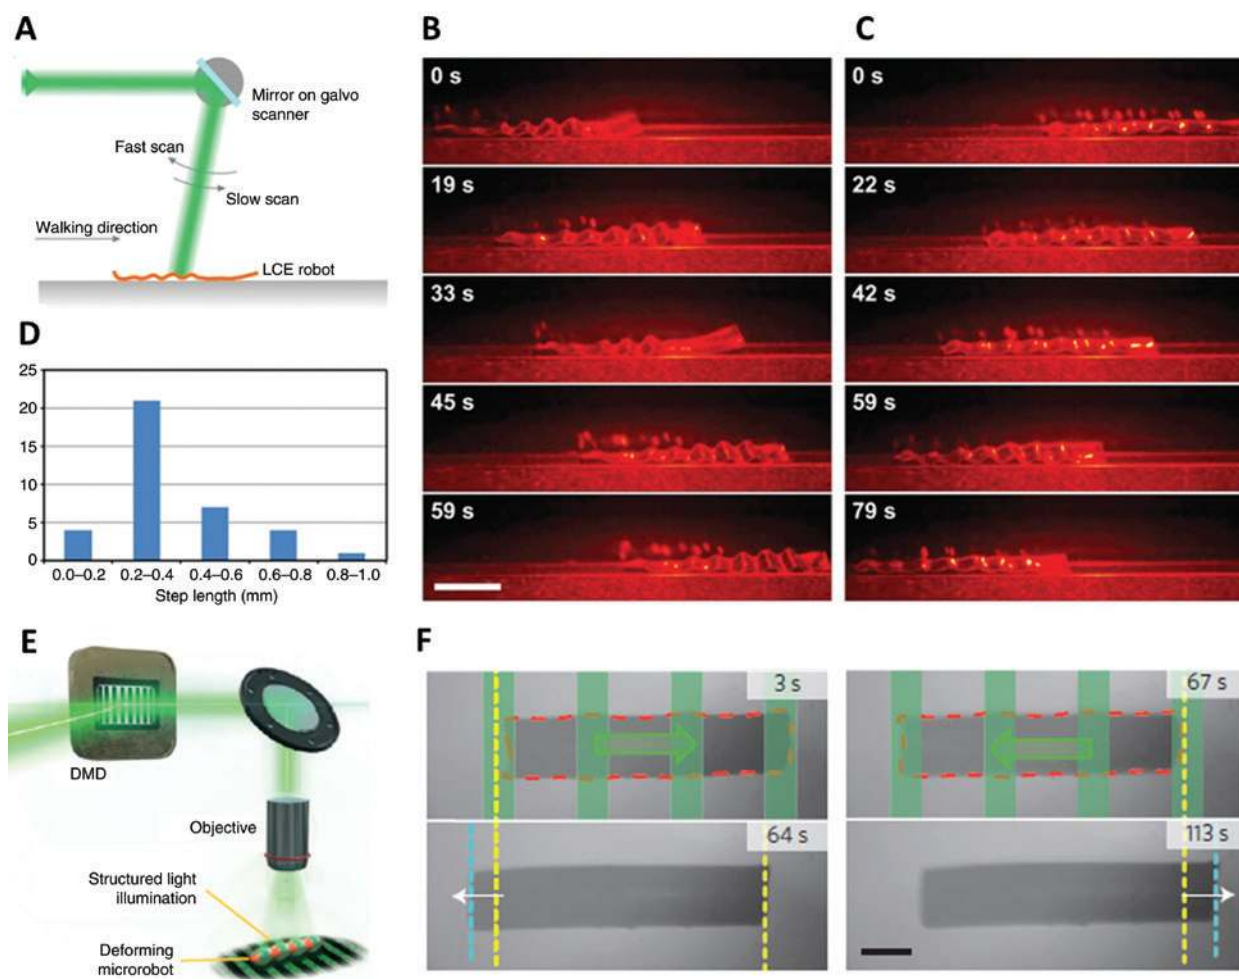 A
Mirror on galvo
scanner
Fast scan
Slow scan
Walking direction
LCE robot
B
0 s
19 s
33 s
45 s
59 s
C
0 s
22 s
42 s
59 s
79 s
D
25
20
15
10
5
0
0.0–0.2 0.2–0.4 0.4–0.6 0.6–0.8 0.8–1.0
Step length (mm)
E
DMD
Objective
Structured light
illumination
Deforming
microrobot
F
3 s
67 s
64 s
113 s